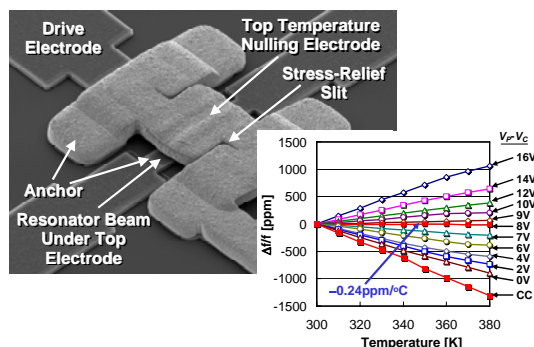 Drive
Electrode
Top Temperature
Nulling Electrode
Stress-Relief
Slit
Anchor
Resonator Beam
Under Top
Electrode
V_P-V_C
1500
1000
500
0
-500
-1000
-1500
Δf/f [ppm]
300
320
340
360
380
Temperature [K]
−0.24ppm/°C
16V
14V
12V
10V
9V
8V
7V
6V
4V
2V
0V
CC